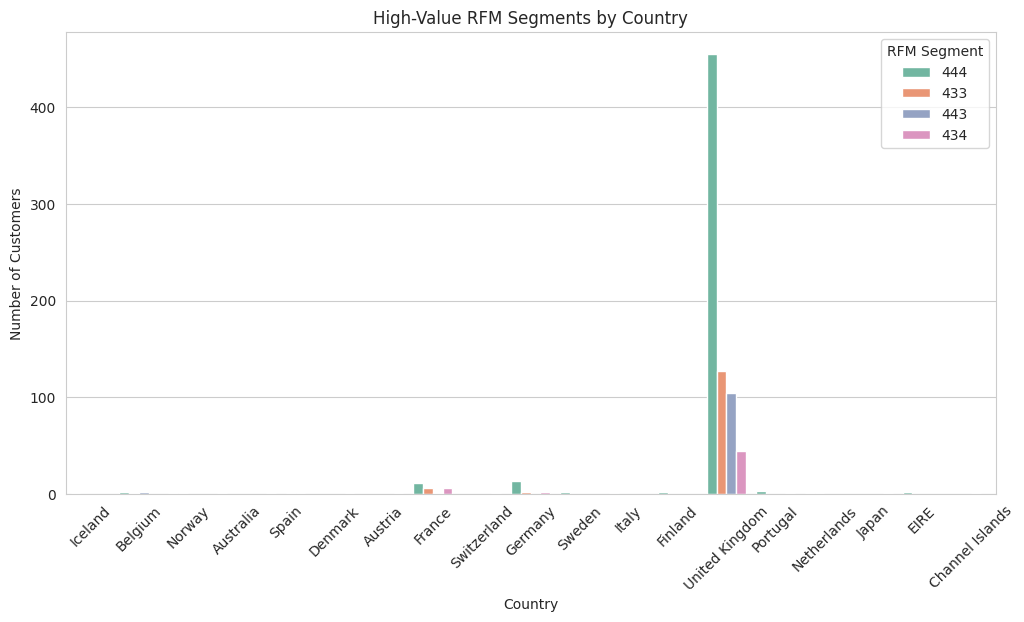 High-Value RFM Segments by Country
RFM Segment
444
433
443
434
Number of Customers
400
300
200
100
0
Iceland
Belgium
Norway
Australia
Spain
Denmark
Austria
France
Switzerland
Germany
Sweden
Italy
Finland
United Kingdom
Portugal
Netherlands
Japan
EIRE
Channel Islands
Country